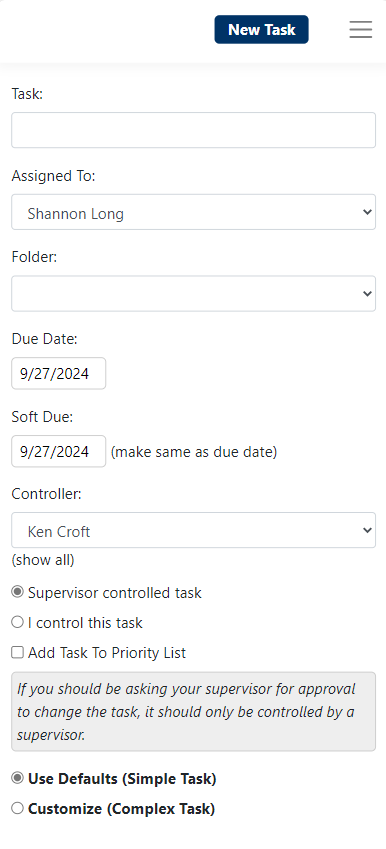 New Task
Task:
Assigned To:
Shannon Long
Folder:
Due Date:
9/27/2024
Soft Due:
9/27/2024 (make same as due date)
Controller:
Ken Croft
(show all)
Supervisor controlled task
I control this task
Add Task To Priority List
If you should be asking your supervisor for approval
to change the task, it should only be controlled by a
supervisor.
Use Defaults (Simple Task)
Customize (Complex Task)